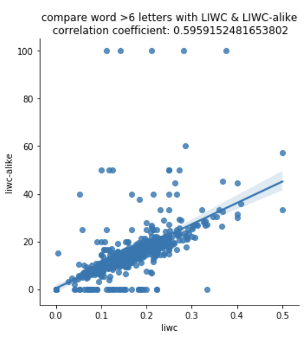 compare word >6 letters with LIWC & LIWC-alike
correlation coefficient: 0.5959152481653802
100
80
60
40
20
0
liwc-alike
0.0 0.1 0.2 0.3 0.4 0.5
liwc